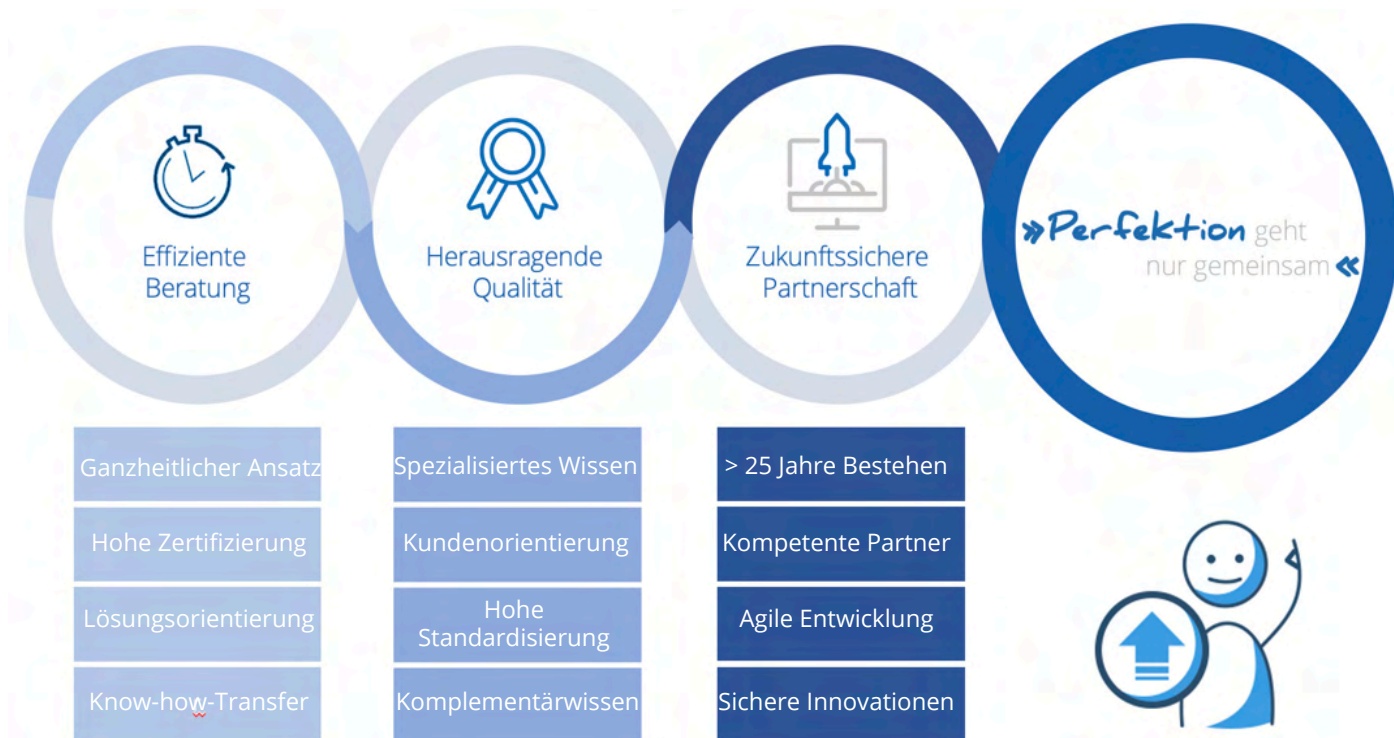 Effiziente
Beratung
Herausragende
Qualität
Zukunftssichere
Partnerschaft
»Perfektion geht
nur gemeinsam«
Ganzheitlicher Ansatz
Hohe Zertifizierung
Lösungsorientierung
Know-how-Transfer
Spezialisiertes Wissen
Kundenorientierung
Hohe
Standardisierung
Komplementärwissen
> 25 Jahre Bestehen
Kompetente Partner
Agile Entwicklung
Sichere Innovationen